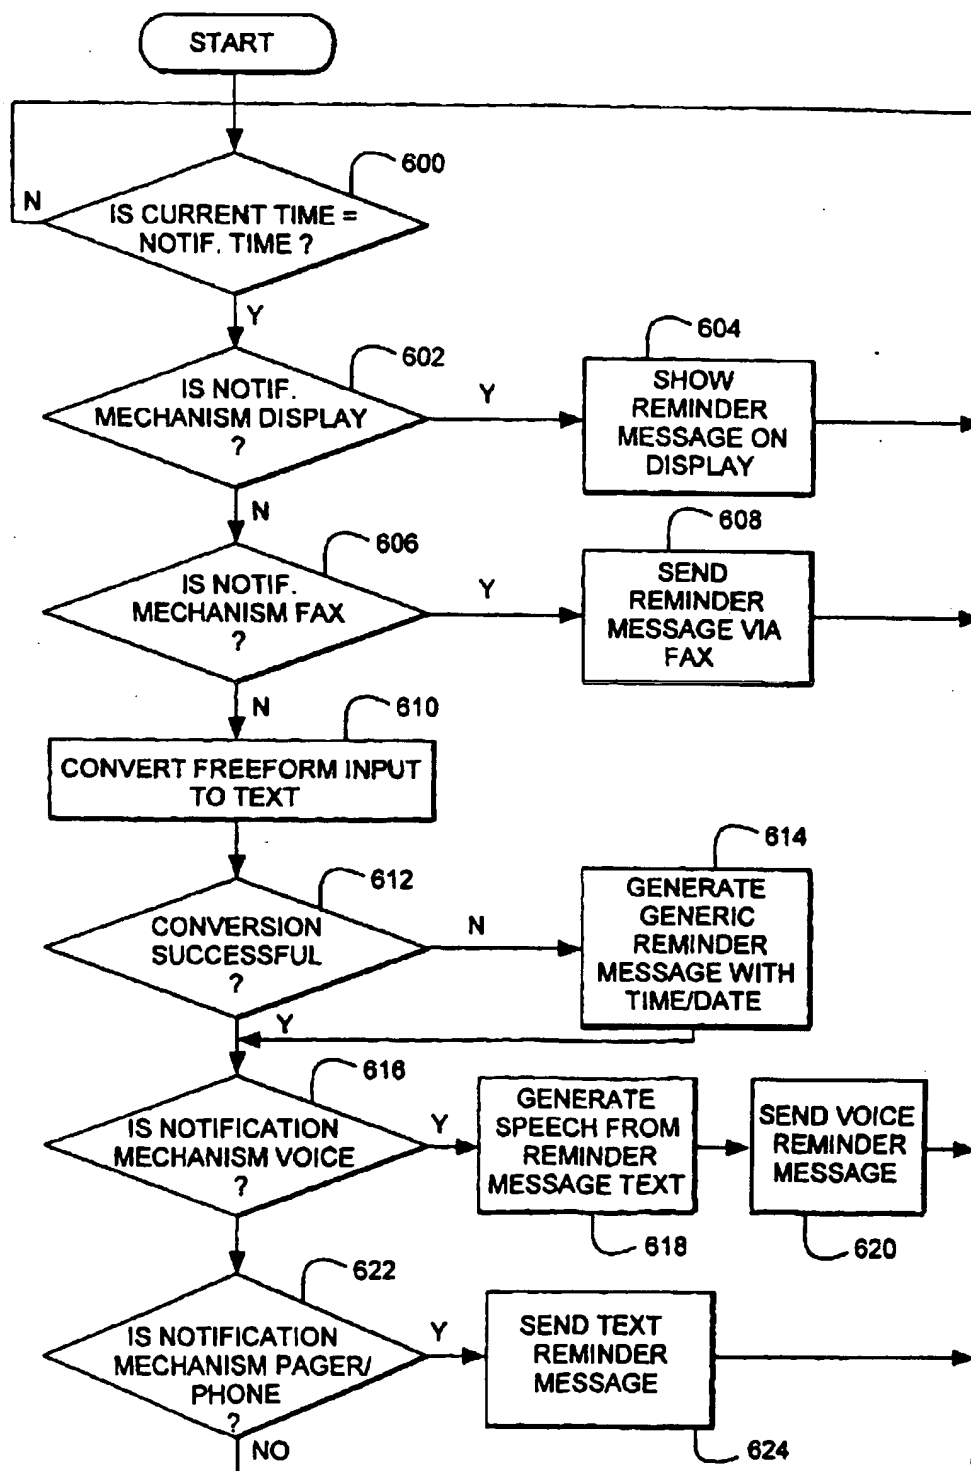 START
600
N
IS CURRENT TIME =
NOTIF. TIME ?
Y
602
604
IS NOTIF.
MECHANISM DISPLAY
?
Y
SHOW
REMINDER
MESSAGE ON
DISPLAY
N
606
608
IS NOTIF.
MECHANISM FAX
?
Y
SEND
REMINDER
MESSAGE VIA
FAX
N
610
CONVERT FREEFORM INPUT
TO TEXT
612
614
CONVERSION
SUCCESSFUL
?
N
GENERATE
GENERIC
REMINDER
MESSAGE WITH
TIME/DATE
Y
616
IS NOTIFICATION
MECHANISM VOICE
?
Y
GENERATE
SPEECH FROM
REMINDER
MESSAGE TEXT
618
SEND VOICE
REMINDER
MESSAGE
620
622
IS NOTIFICATION
MECHANISM PAGER/
PHONE
?
Y
SEND TEXT
REMINDER
MESSAGE
624
NO